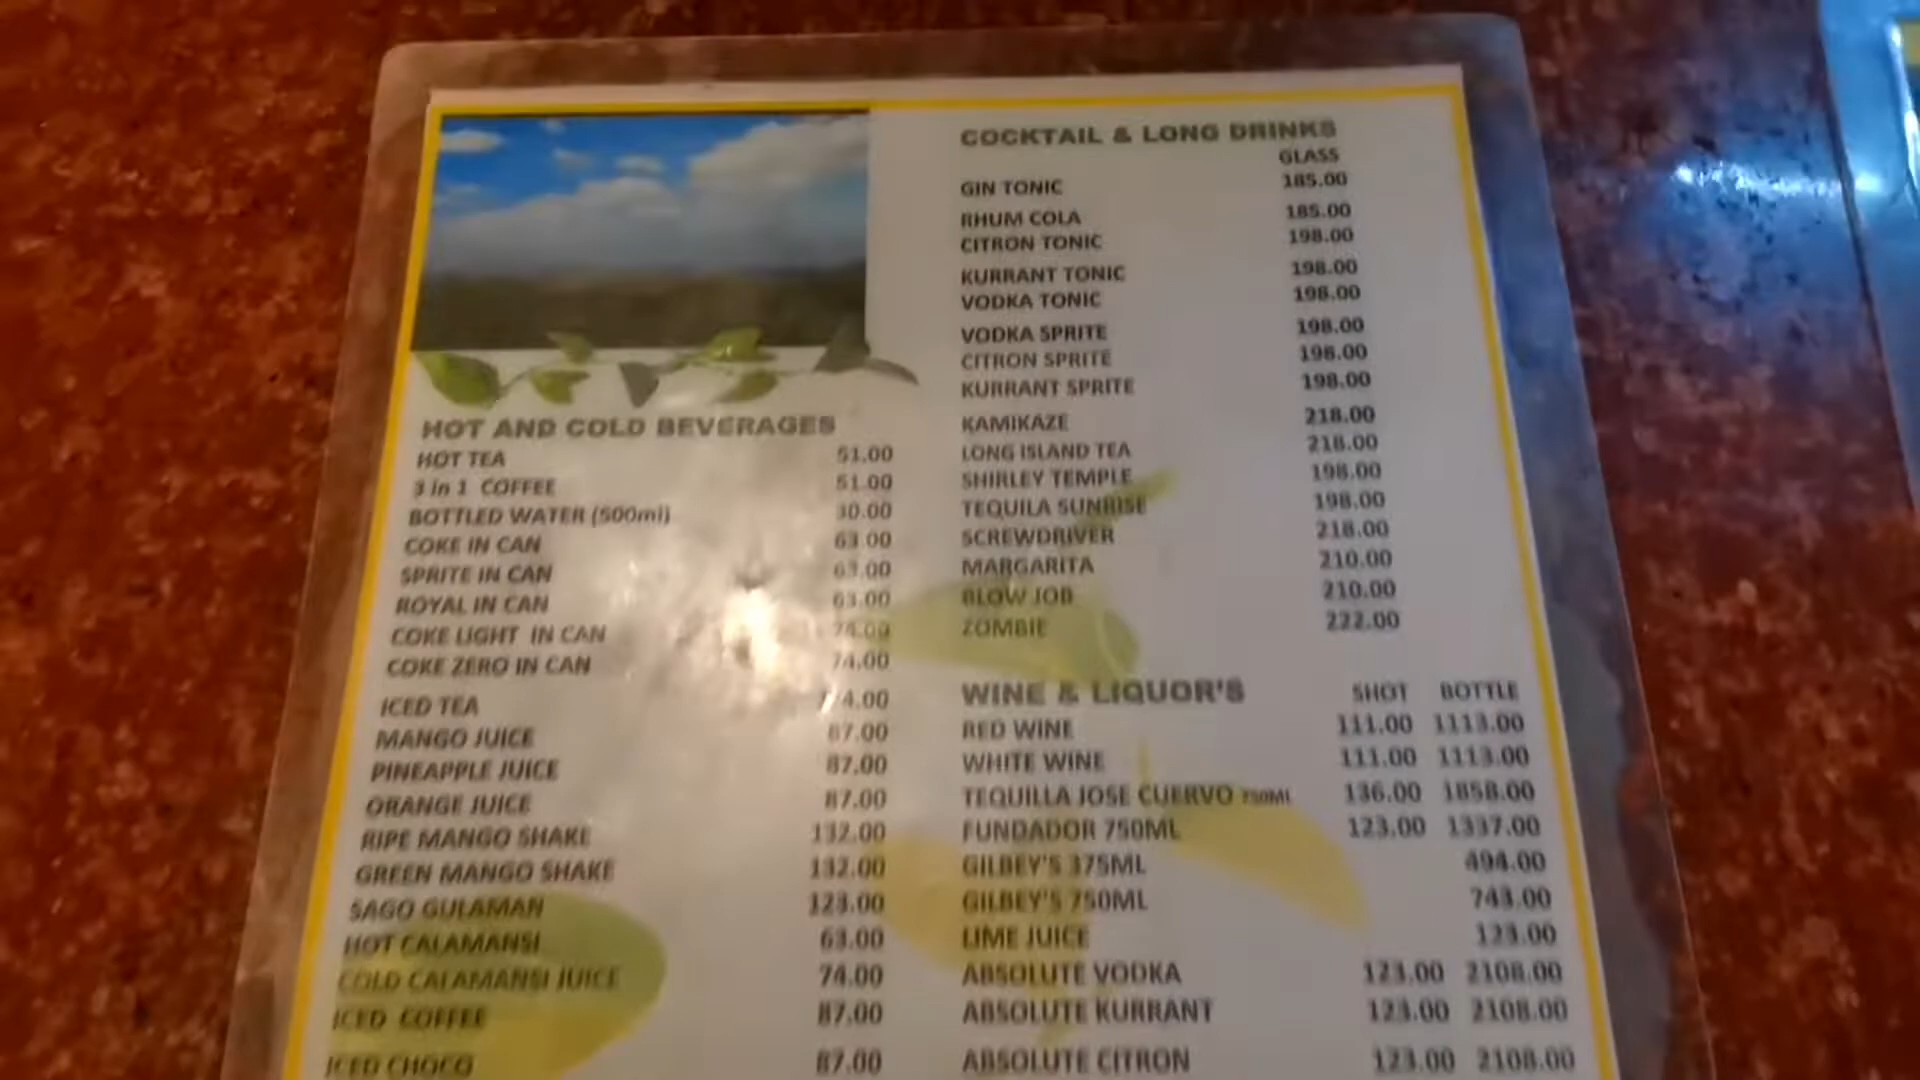 HOT AND COLD BEVERAGES
HOT TEA 51.00
3 in 1 COFFEE 51.00
BOTTLED WATER (500ml) 30.00
COKE IN CAN 63.00
SPRITE IN CAN 63.00
ROYAL IN CAN 63.00
COKE LIGHT IN CAN 74.00
COKE ZERO IN CAN 74.00
ICED TEA
MANGO JUICE 87.00
PINEAPPLE JUICE 87.00
ORANGE JUICE 87.00
RIPE MANGO SHAKE 132.00
GREEN MANGO SHAKE 132.00
SAGO GULAMAN 123.00
HOT CALAMANSI 63.00
COLD CALAMANSI JUICE 74.00
ICED COFFEE 87.00
ICED CHOCO 87.00
COCKTAIL & LONG DRINKS
GLASS
GIN TONIC 185.00
RHUM COLA 185.00
CITRON TONIC 198.00
KURRANT TONIC 198.00
VODKA TONIC 198.00
VODKA SPRITE 198.00
CITRON SPRITE 198.00
KURRANT SPRITE 198.00
KAMIKAZE 218.00
LONG ISLAND TEA 218.00
SHIRLEY TEMPLE 198.00
TEQUILA SUNRISE 198.00
SCREWDRIVER 218.00
MARGARITA 210.00
BLOW JOB 210.00
ZOMBIE 222.00
WINE & LIQUOR'S SHOT BOTTLE
RED WINE 111.00 1113.00
WHITE WINE 111.00 1113.00
TEQUILLA JOSE CUERVO 750ML 136.00 1858.00
FUNDADOR 750ML 123.00 1337.00
GILBEY'S 375ML 494.00
GILBEY'S 750ML 743.00
LIME JUICE 123.00
ABSOLUTE VODKA 123.00 2108.00
ABSOLUTE KURRANT 123.00 2108.00
ABSOLUTE CITRON 123.00 2108.00